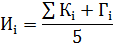 Иᵢ = (∑ Кᵢ + Гᵢ) / 5